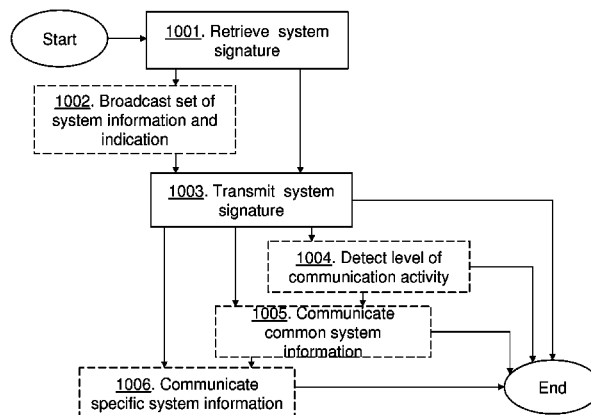 Start
1001. Retrieve system
signature
1002. Broadcast set of
system information and
indication
1003. Transmit system
signature
1004. Detect level of
communication activity
1005. Communicate
common system
information
1006. Communicate
specific system information
End